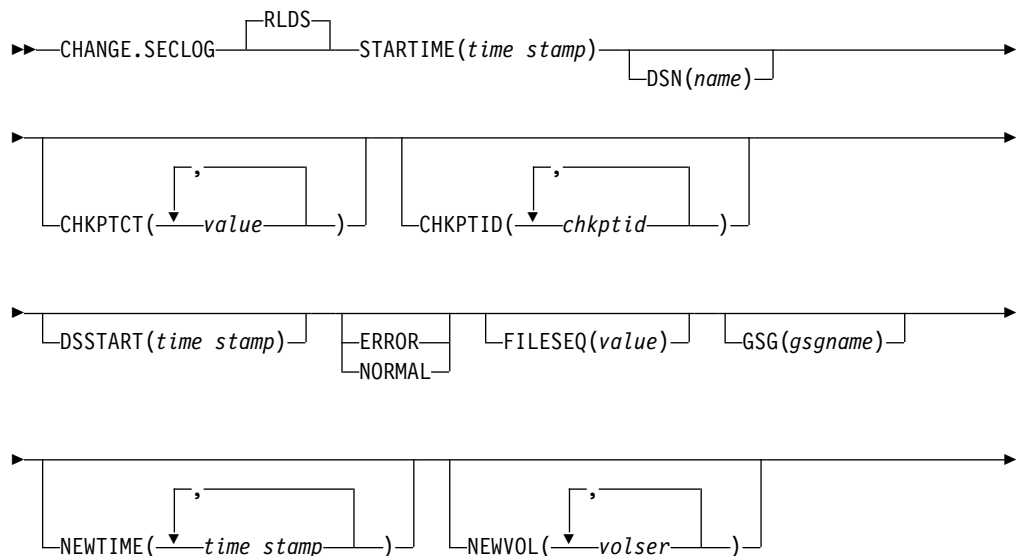 RLDS
CHANGE.SECLOG STARTIME(time stamp)
DSN(name)
, ,
CHKPTCT( value ) CHKPTID( chkptid )
DSSTART(time stamp) ERROR FILESEQ(value) GSG(gsgname)
NORMAL
, ,
NEWTIME( time stamp ) NEWVOL( volser )